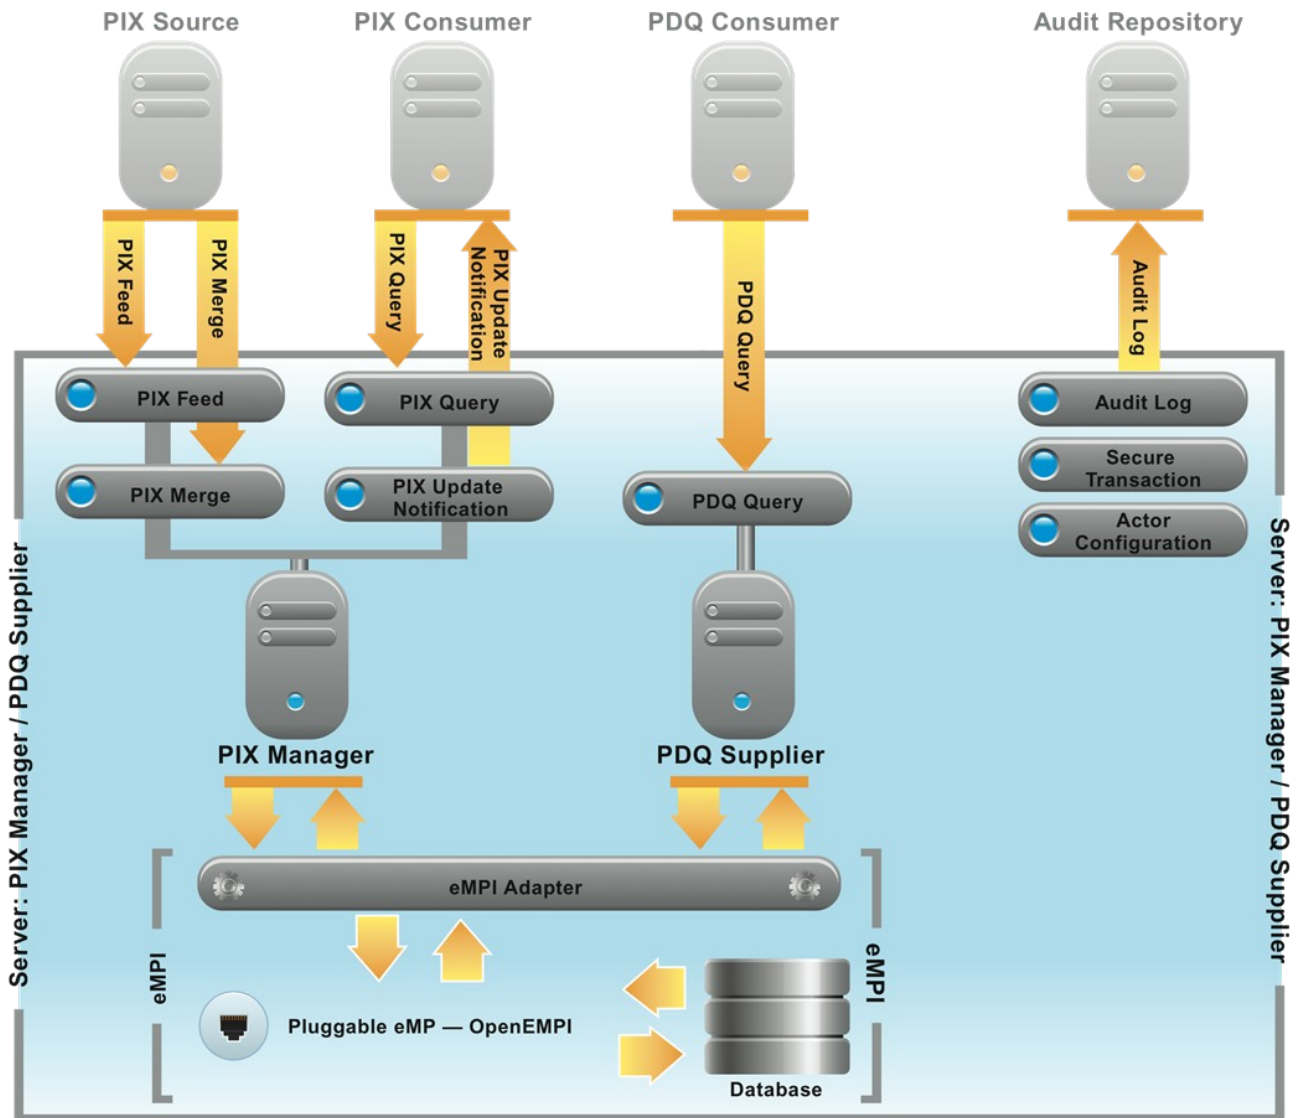 PIX Source
PIX Consumer
PDQ Consumer
Audit Repository
PIX Feed
PIX Merge
PIX Query
PIX Update
Notification
PDQ Query
Audit Log
PIX Feed
PIX Query
Audit Log
PIX Merge
PIX Update
Notification
PDQ Query
Secure
Transaction
Actor
Configuration
Server: PIX Manager / PDQ Supplier
Server: PIX Manager / PDQ Supplier
PIX Manager
PDQ Supplier
eMPI Adapter
eMPI
eMPI
Pluggable eMP — OpenEMPI
Database